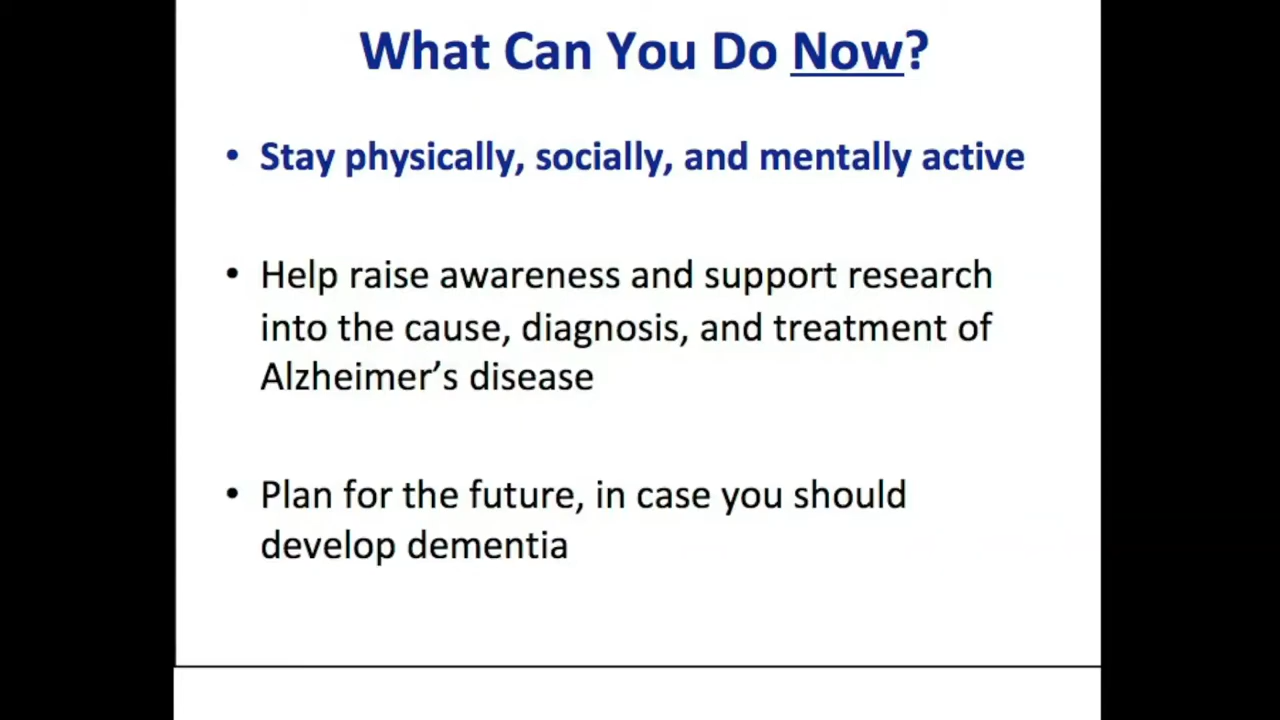 What Can You Do Now?
• Stay physically, socially, and mentally active
• Help raise awareness and support research
into the cause, diagnosis, and treatment of
Alzheimer’s disease
• Plan for the future, in case you should
develop dementia